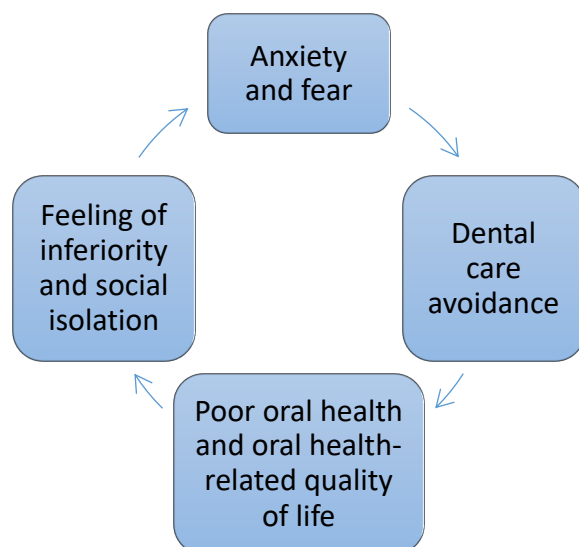 Anxiety
and fear
Dental
care
avoidance
Poor oral health
and oral health-
related quality
of life
Feeling of
inferiority
and social
isolation